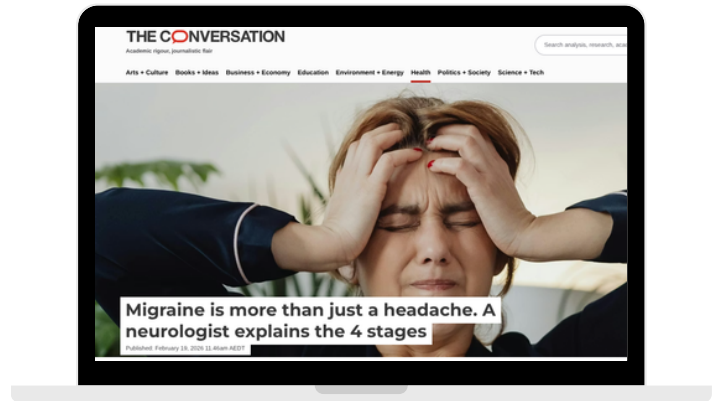 THE CONVERSATION
Academic rigour, journalistic flair
Search analysis, research, aca
Arts + Culture Books + Ideas Business + Economy Education Environment + Energy Health Politics + Society Science + Tech
Migraine is more than just a headache. A
neurologist explains the 4 stages
Published: February 19, 2026 11.46am AEDT